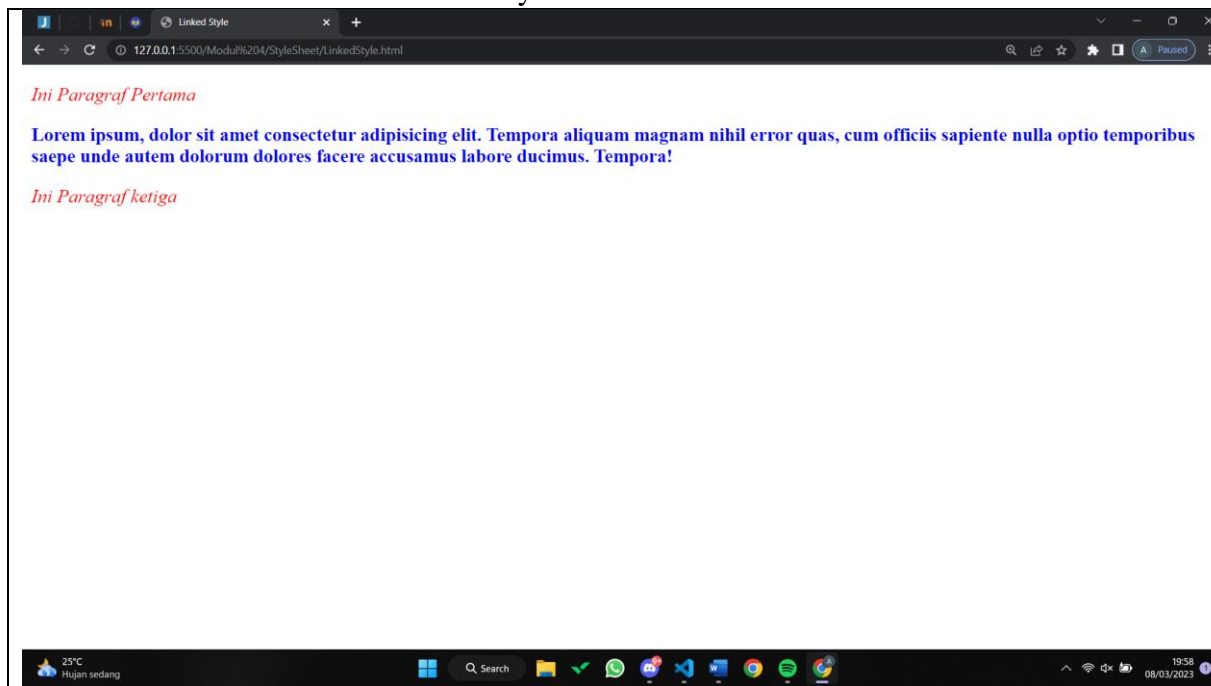 Linked Style
127.0.0.1:5500/Modul%204/StyleSheet/LinkedStyle.html
A Paused
Ini Paragraf Pertama
Lorem ipsum, dolor sit amet consectetur adipisicing elit. Tempora aliquam magnam nihil error quas, cum officiis sapiente nulla optio temporibus
saepe unde autem dolorum dolores facere accusamus labore ducimus. Tempora!
Ini Paragraf ketiga
25°C
Hujan sedang
Search
19:58
08/03/2023
1